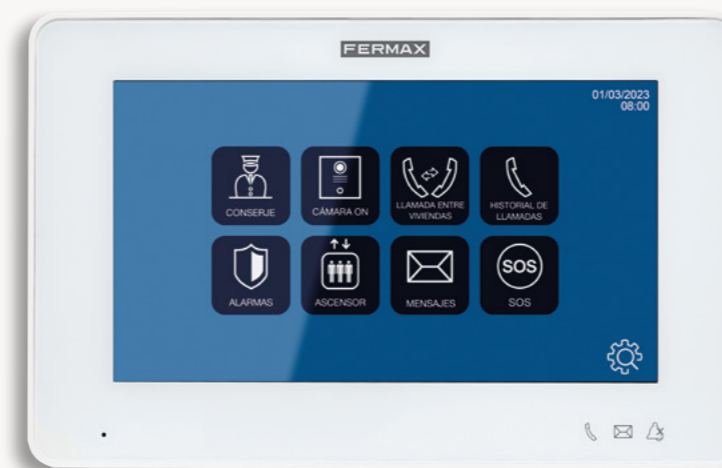 FERMAX
01/03/2023
08:00
CONSERJE
CÁMARA ON
LLAMADA ENTRE
VIVIENDAS
HISTORIAL DE
LLAMADAS
ALARMAS
ASCENSOR
MENSAJES
SOS
SOS